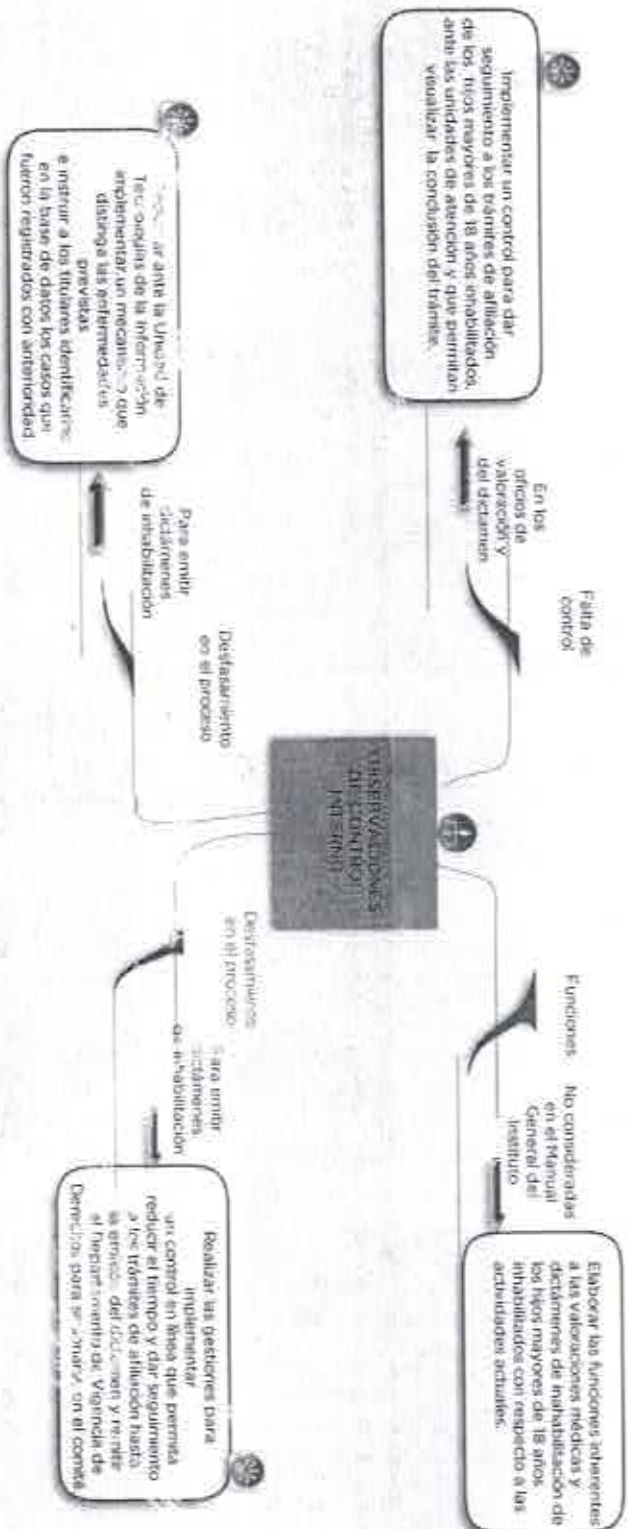 Falta de
control
En los
oficios de
valoración y
del dictamen
Implementar un control para dar
seguimiento a los trámites de afiliación
de los hijos mayores de 18 años inhabilitados,
ante las unidades de atención y que permitan
visualizar la conclusión del trámite.
Desfasamiento
en el proceso
Para emitir
dictámenes
de inhabilitación
ante la Unidad de
Tecnologías de la Información
implementar un mecanismo que
distinga las enfermedades
previstas
e instruir a los titulares identificar
en la base de datos los casos que
fueron registrados con anterioridad
OBSERVACIONES
DE CONTROL
INTERNO
Funciones
No consideradas
en el Manual
General del
Instituto
Elaborar las funciones inherentes
a las valoraciones médicas y
dictámenes de inahabilitación de
los hijos mayores de 18 años
inhabilitados con respecto a las
actividades actuales.
Desfasamiento
en el proceso
Para emitir
dictámenes
de inhabilitación
Realizar las gestiones para
implementar
un control en línea que permita
reducir el tiempo y dar seguimiento
a los trámites de afiliación hasta
la emisión del dictamen y remitir
al Departamento de Vigencia de
Derechos para en el comité